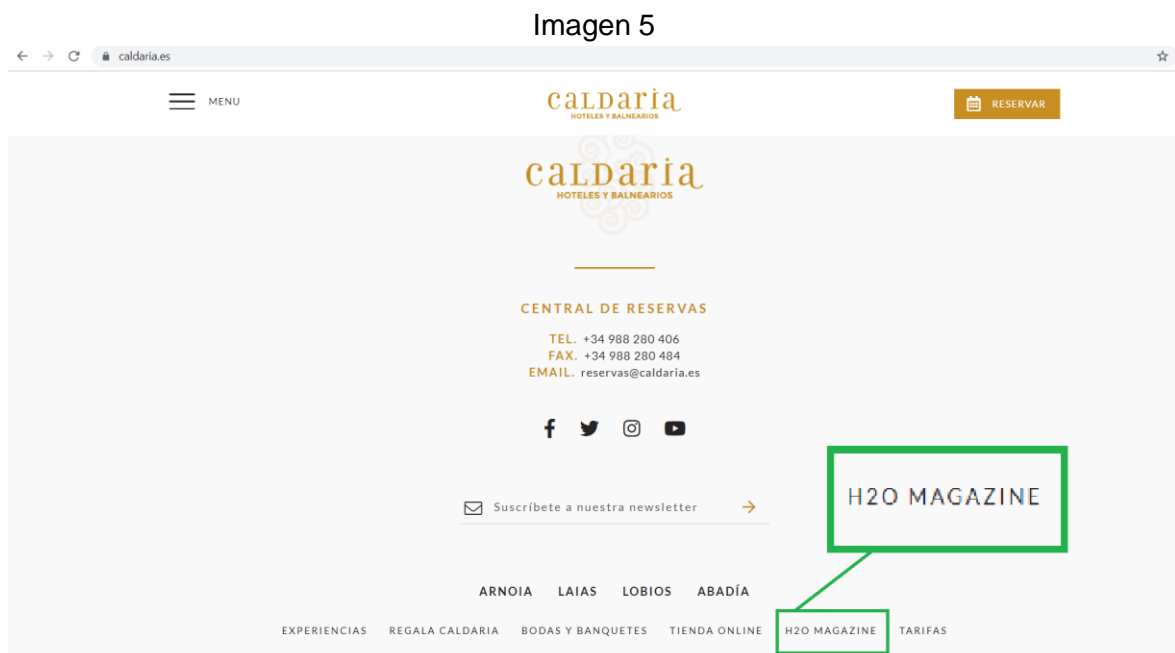 Imagen 5
caldaria.es
MENU
caldaria
HOTELES Y BALNEARIOS
RESERVAR
caldaria
HOTELES Y BALNEARIOS
CENTRAL DE RESERVAS
TEL. +34 988 280 406
FAX. +34 988 280 484
EMAIL. reservas@caldaria.es
Suscríbete a nuestra newsletter
H2O MAGAZINE
ARNOIA LAIAS LOBIOS ABADÍA
EXPERIENCIAS REGALA CALDARIA BODAS Y BANQUETES TIENDA ONLINE H2O MAGAZINE TARIFAS